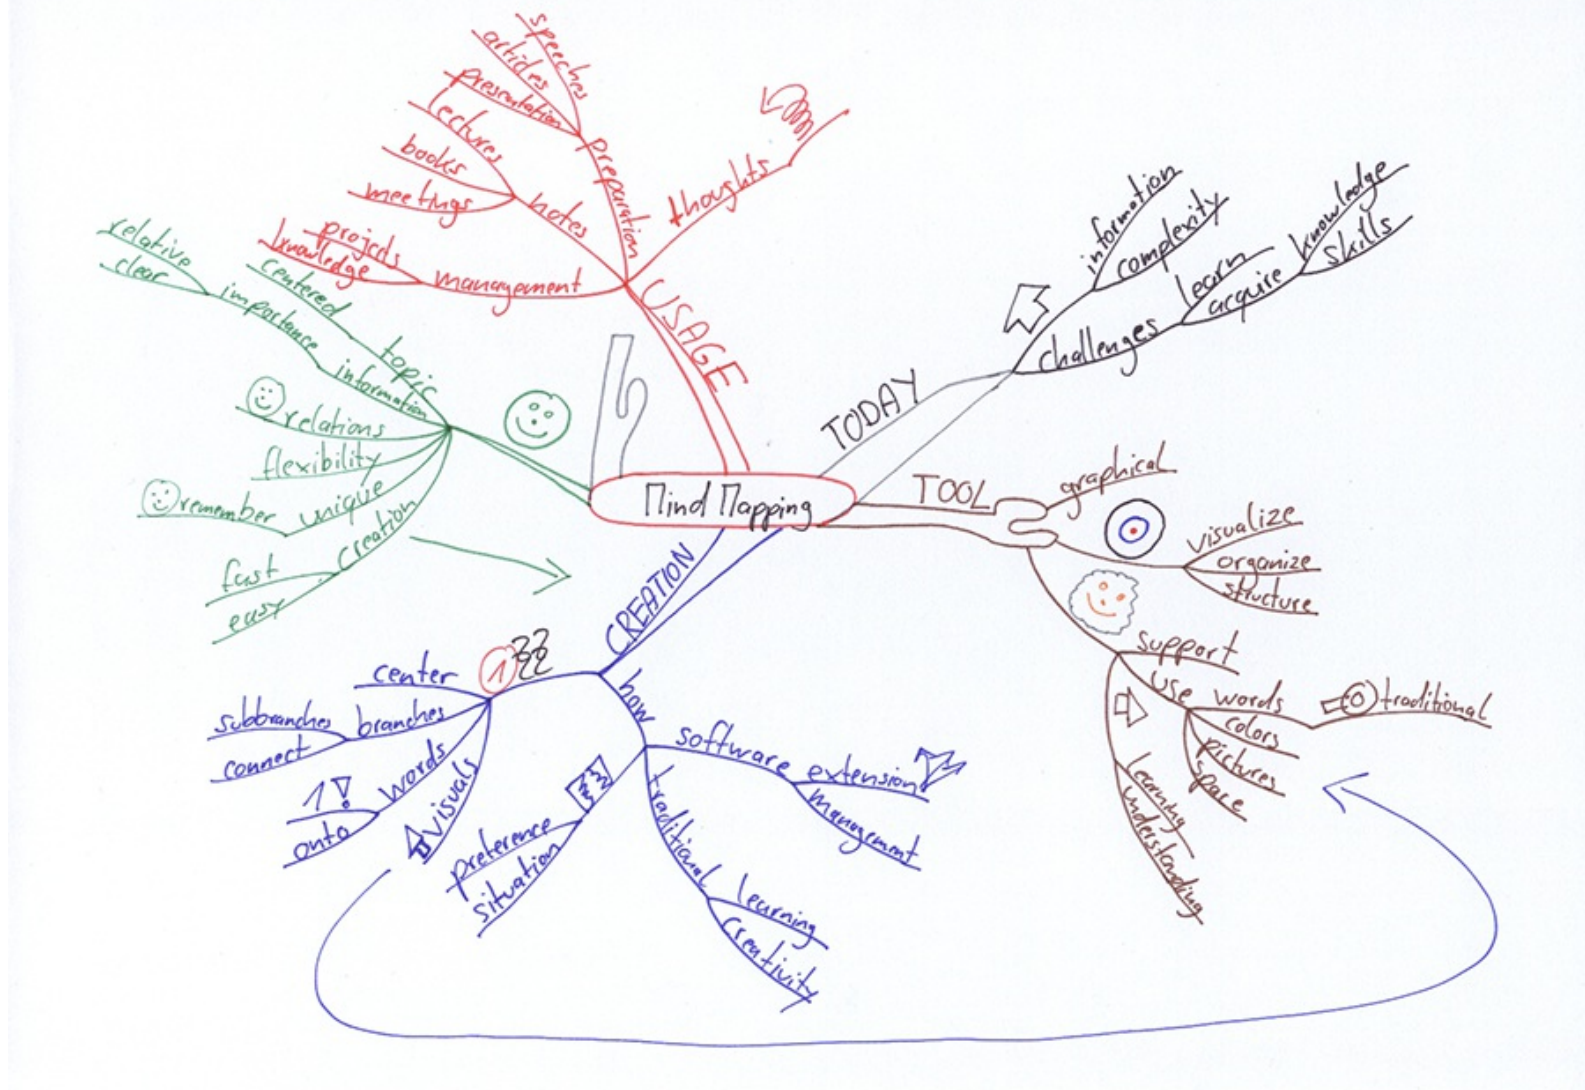 Mind Mapping
USAGE
preparation
speeches
articles
presentation
notes
lectures
books
meetings
management
projects
knowledge
thoughts
TODAY
information
complexity
challenges
learn
acquire
knowledge
skills
TOOL
graphical
visualize
organize
structure
support
use
words
traditional
colors
pictures
space
learning
understanding
CREATION
how
software
extension
management
traditional
learning
creativity
preference
situation
1
center
branches
subbranches
connect
words
1!
onto
visuals
topic
centered
information
importance
relative
clear
relations
flexibility
unique
remember
creation
fast
easy